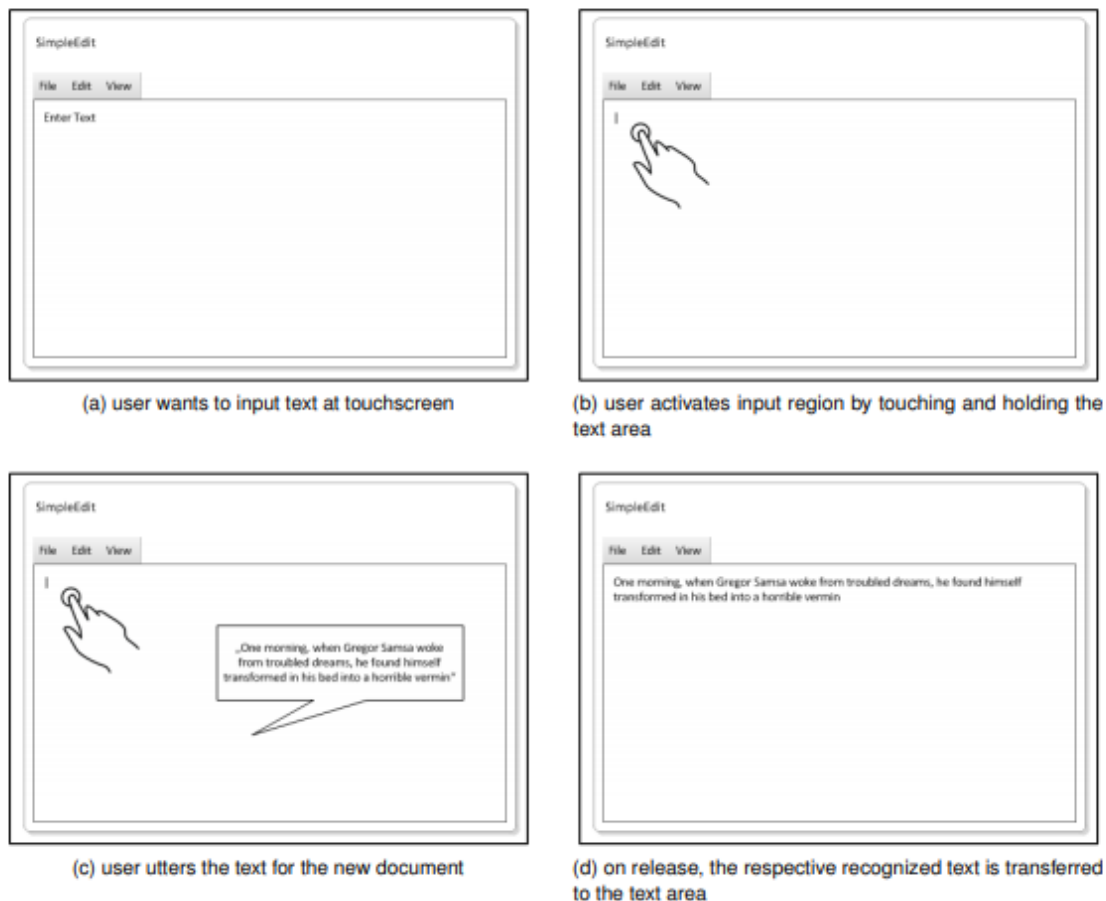 SimpleEdit
File Edit View
Enter Text
(a) user wants to input text at touchscreen
SimpleEdit
File Edit View
(b) user activates input region by touching and holding the
text area
SimpleEdit
File Edit View
„One morning, when Gregor Samsa woke
from troubled dreams, he found himself
transformed in his bed into a horrible vermin"
(c) user utters the text for the new document
SimpleEdit
File Edit View
One morning, when Gregor Samsa woke from troubled dreams, he found himself
transformed in his bed into a horrible vermin
(d) on release, the respective recognized text is transferred
to the text area